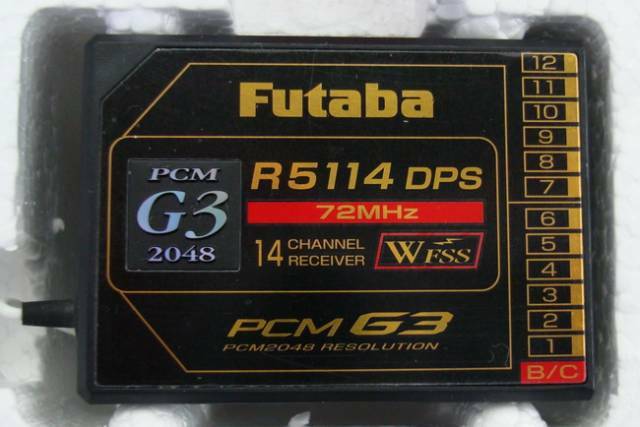 Futaba
PCM
G3
2048
R5114 DPS
72MHz
14 CHANNEL
RECEIVER
WFSS
PCM G3
PCM2048 RESOLUTION
12
11
10
9
8
7
6
5
4
3
2
1
B/C